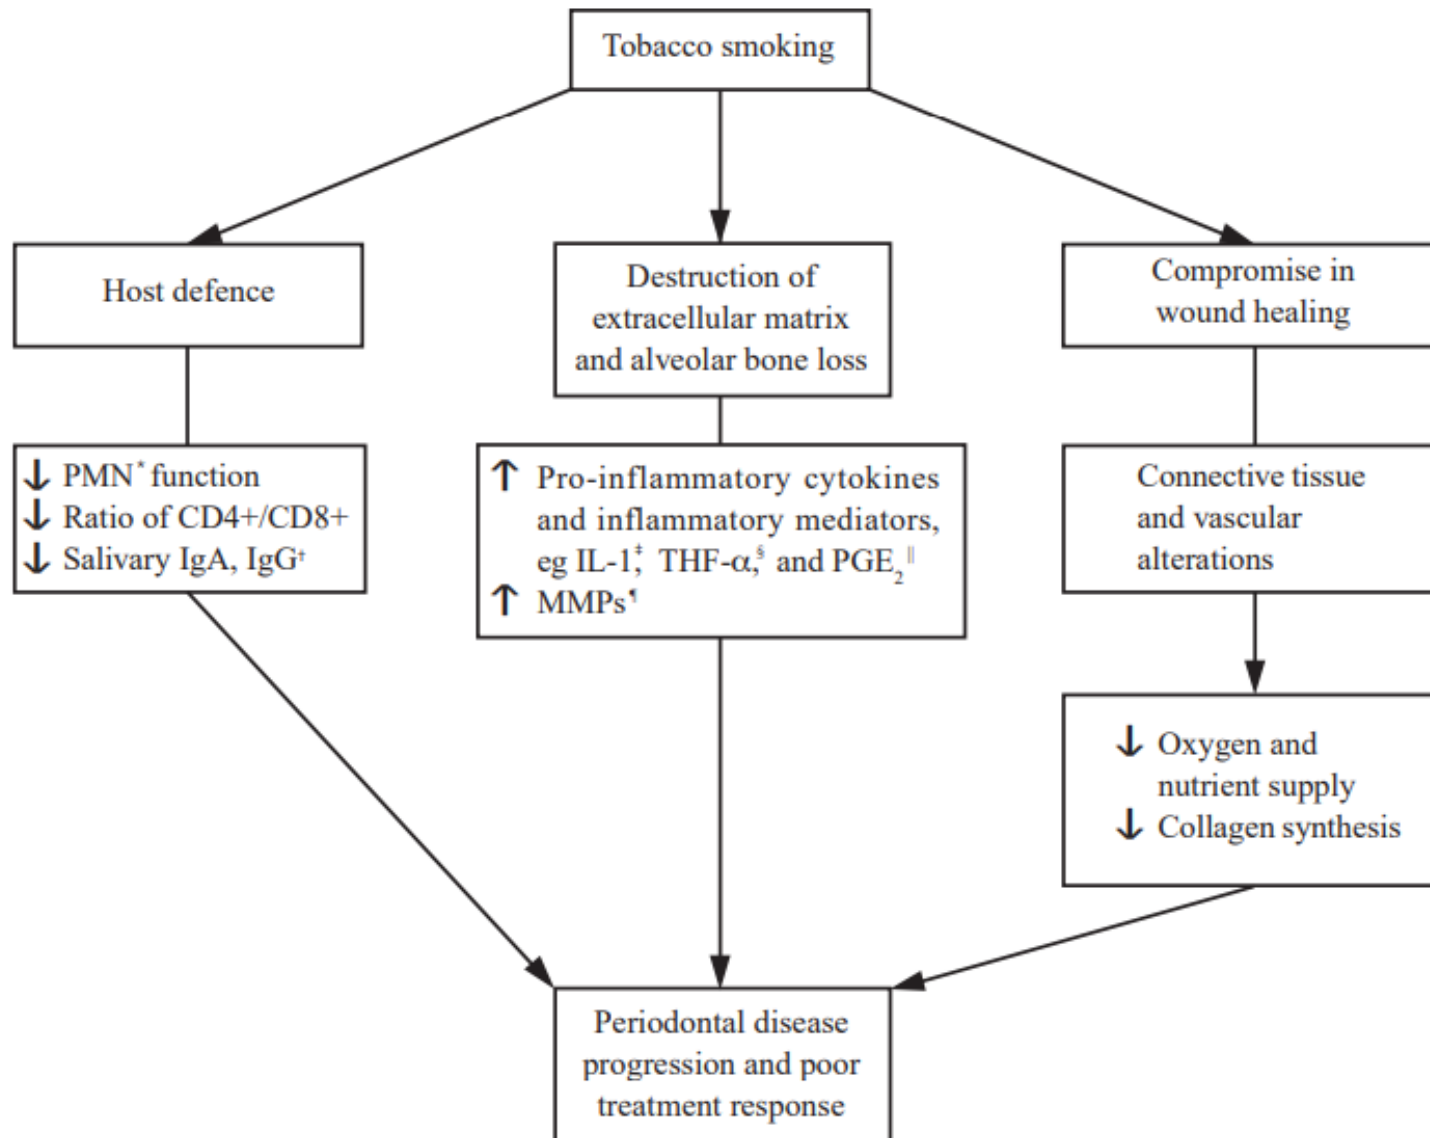 Tobacco smoking
Host defence
Destruction of
extracellular matrix
and alveolar bone loss
Compromise in
wound healing
↓ PMN* function
↓ Ratio of CD4+/CD8+
↓ Salivary IgA, IgG†
↑ Pro-inflammatory cytokines
and inflammatory mediators,
eg IL-1‡, THF-α,§ and PGE₂||
↑ MMPs¶
Connective tissue
and vascular
alterations
↓ Oxygen and
nutrient supply
↓ Collagen synthesis
Periodontal disease
progression and poor
treatment response